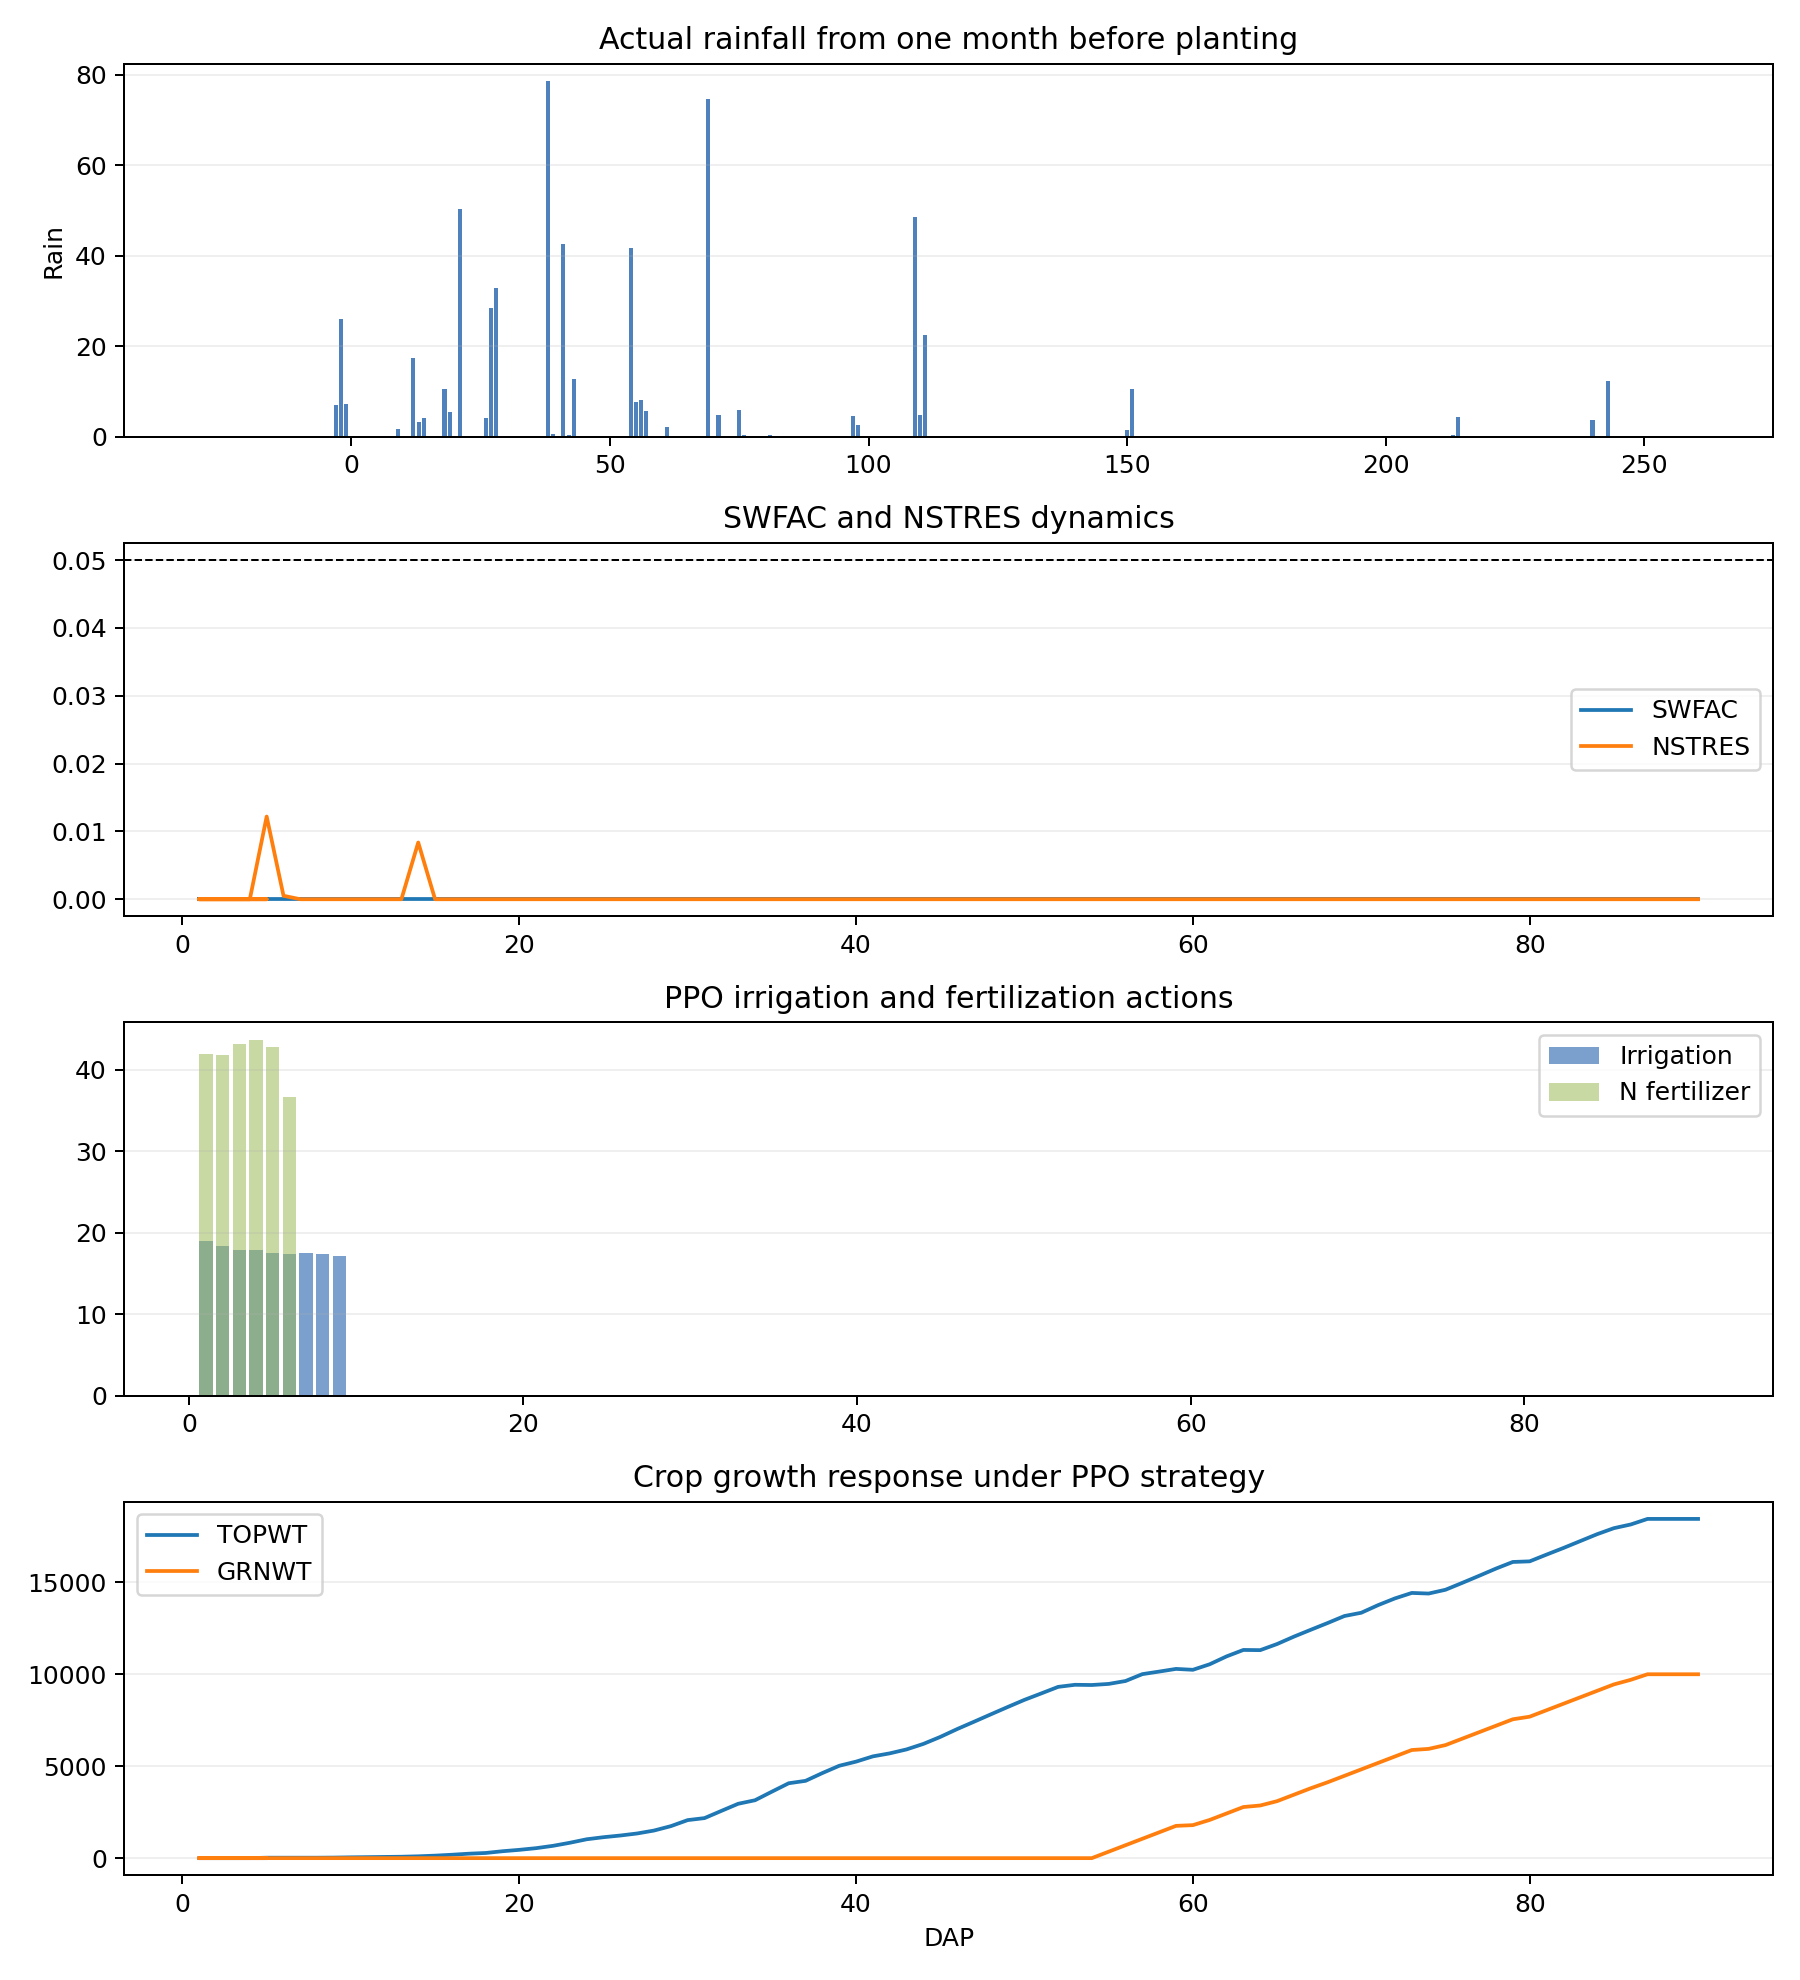 Actual rainfall from one month before planting
80
60
40
20
0
Rain
0 50 100 150 200 250
SWFAC and NSTRES dynamics
0.05
0.04
0.03
0.02
0.01
0.00
SWFAC
NSTRES
0 20 40 60 80
PPO irrigation and fertilization actions
40
30
20
10
0
Irrigation
N fertilizer
0 20 40 60 80
Crop growth response under PPO strategy
TOPWT
GRNWT
15000
10000
5000
0
0 20 40 60 80
DAP